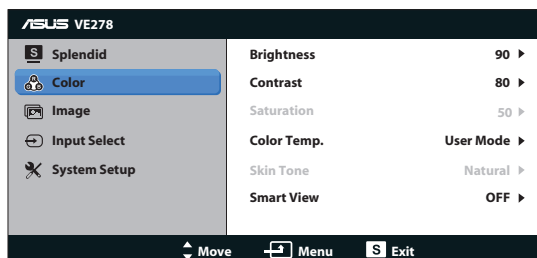 ASUS VE278
S Splendid
Color
Image
Input Select
System Setup
Brightness 90
Contrast 80
Saturation 50
Color Temp. User Mode
Skin Tone Natural
Smart View OFF
Move Menu S Exit